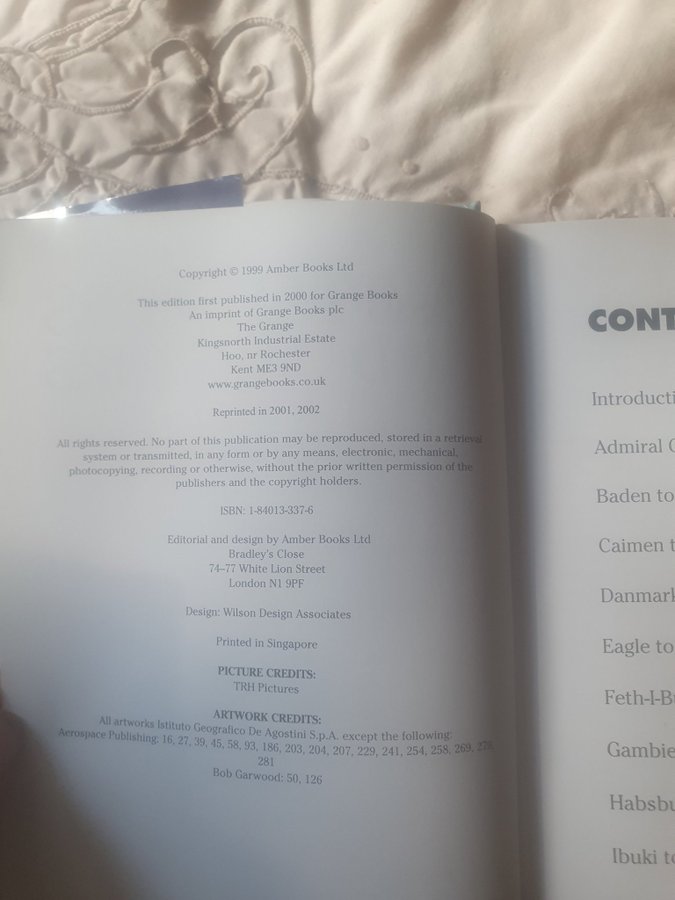 Copyright © 1999 Amber Books Ltd
This edition first published in 2000 for Grange Books
An imprint of Grange Books plc
The Grange
Kingsnorth Industrial Estate
Hoo, nr Rochester
Kent ME3 9ND
www.grangebooks.co.uk
Reprinted in 2001, 2002
All rights reserved. No part of this publication may be reproduced, stored in a retrieval
system or transmitted, in any form or by any means, electronic, mechanical,
photocopying, recording or otherwise, without the prior written permission of the
publishers and the copyright holders.
ISBN: 1-84013-337-6
Editorial and design by Amber Books Ltd
Bradley's Close
74–77 White Lion Street
London N1 9PF
Design: Wilson Design Associates
Printed in Singapore
PICTURE CREDITS:
TRH Pictures
ARTWORK CREDITS:
All artworks Istituto Geografico De Agostini S.p.A. except the following:
Aerospace Publishing: 16, 27, 39, 45, 58, 93, 186, 203, 204, 207, 229, 241, 254, 258, 269,
281
Bob Garwood: 50, 126
CONT
Introducti
Admiral
Baden to
Caimen t
Danmark
Eagle to
Feth-I-B
Gambie
Habsbu
Ibuki to